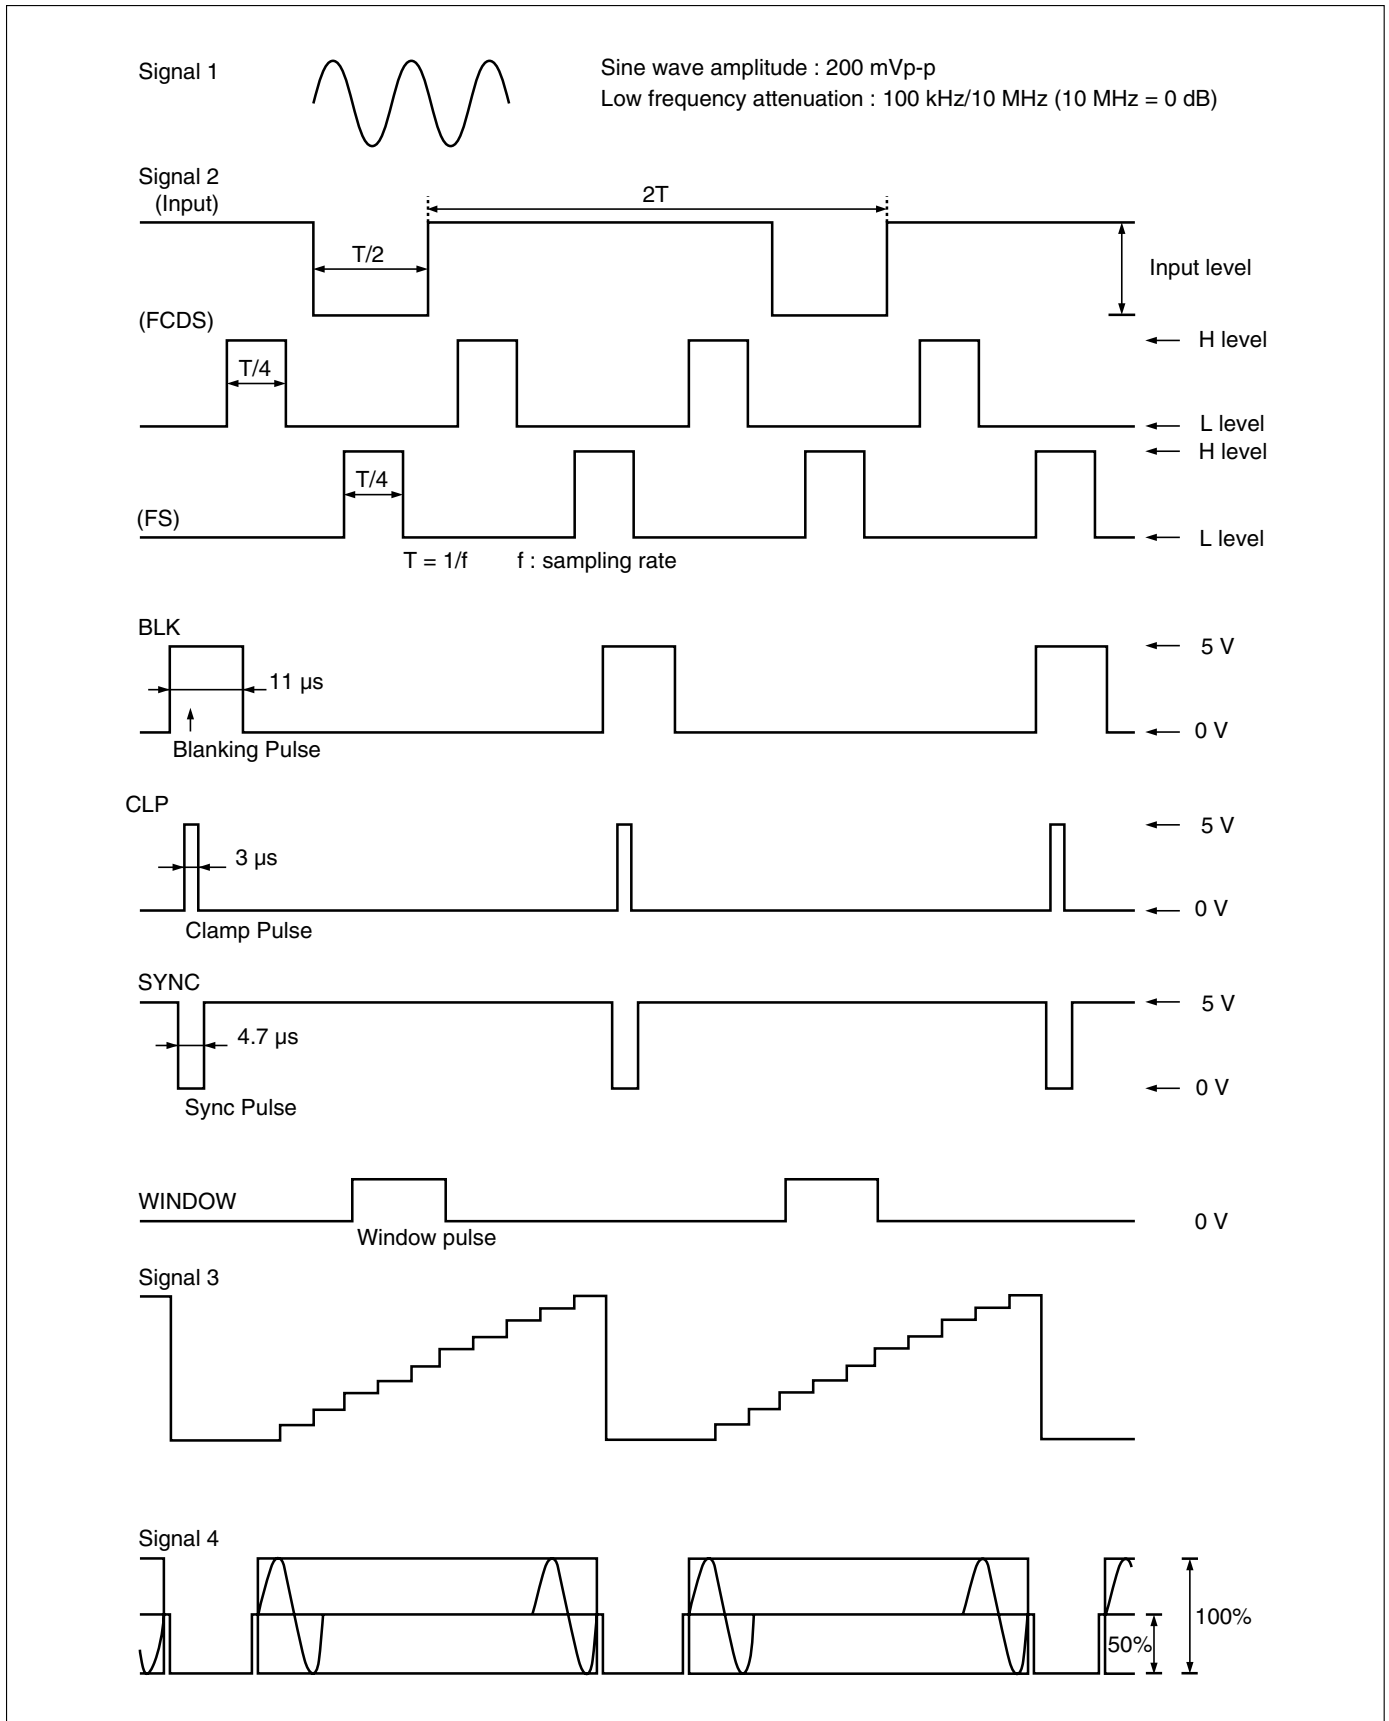 Signal 1
Sine wave amplitude : 200 mVp-p
Low frequency attenuation : 100 kHz/10 MHz (10 MHz = 0 dB)
Signal 2
(Input)
2T
T/2
Input level
(FCDS)
H level
T/4
L level
H level
T/4
(FS)
L level
T = 1/f f : sampling rate
BLK
5 V
11 µs
0 V
Blanking Pulse
CLP
5 V
3 µs
0 V
Clamp Pulse
SYNC
5 V
4.7 µs
0 V
Sync Pulse
WINDOW
0 V
Window pulse
Signal 3
Signal 4
100%
50%